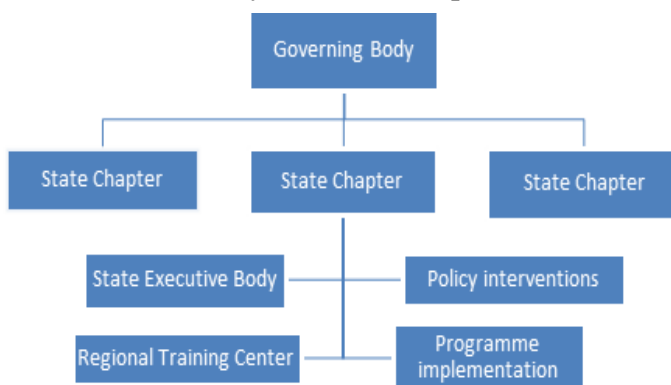 Governing Body
State Chapter
State Chapter
State Chapter
State Executive Body
Policy interventions
Regional Training Center
Programme
implementation